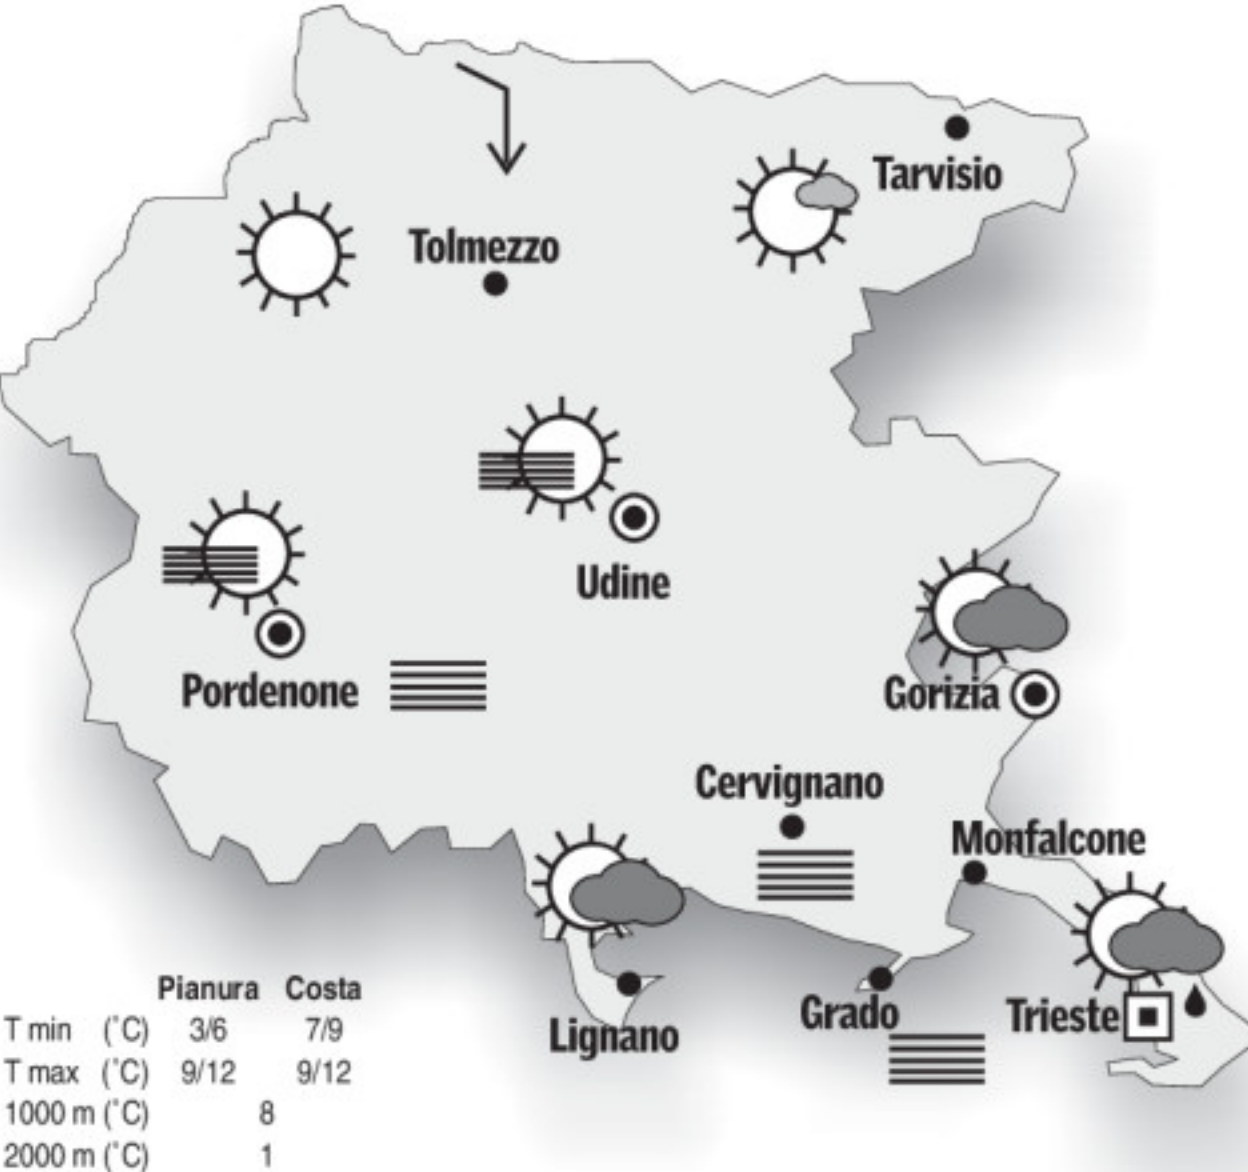 Tarvisio
Tolmezzo
Udine
Pordenone
Gorizia
Cervignano
Monfalcone
Grado
Trieste
Lignano
Pianura Costa
T min (°C) 3/6 7/9
T max (°C) 9/12 9/12
1000 m (°C) 8
2000 m (°C) 1